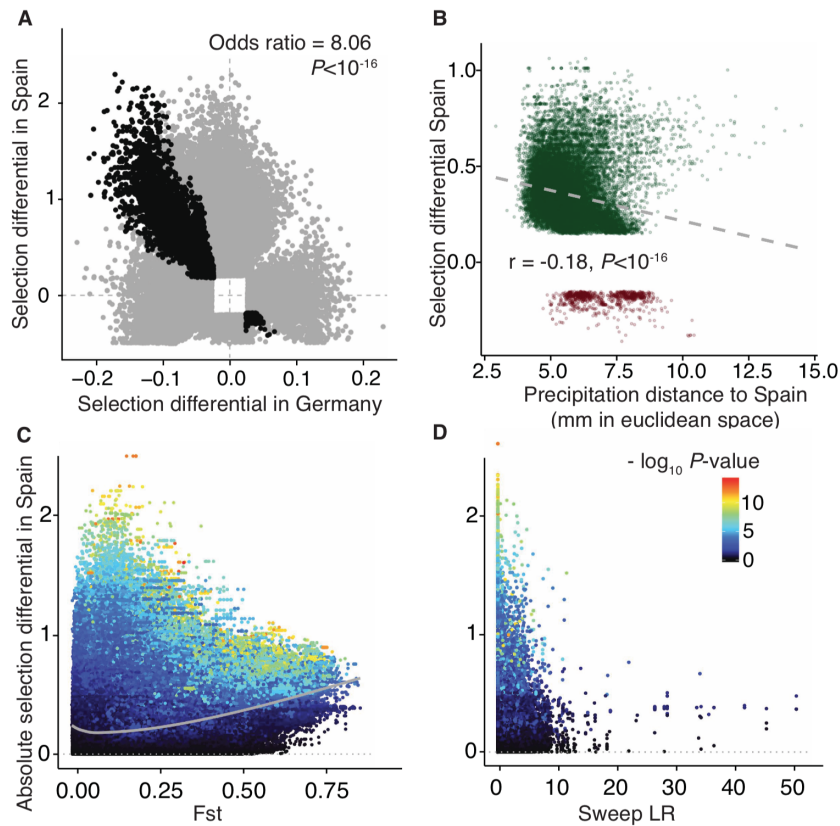 A
Odds ratio = 8.06
P<10-16
Selection differential in Spain
2
1
0
−0.2
−0.1
0.0
0.1
0.2
Selection differential in Germany
B
Selection differential Spain
1.0
0.5
0.0
r = -0.18, P<10-16
2.5
5.0
7.5
10.0
12.5
15.0
Precipitation distance to Spain
(mm in euclidean space)
C
Absolute selection differential in Spain
2
1
0
0.00
0.25
0.50
0.75
Fst
D
- log10 P-value
10
5
0
2
1
0
0
10
20
30
40
50
Sweep LR